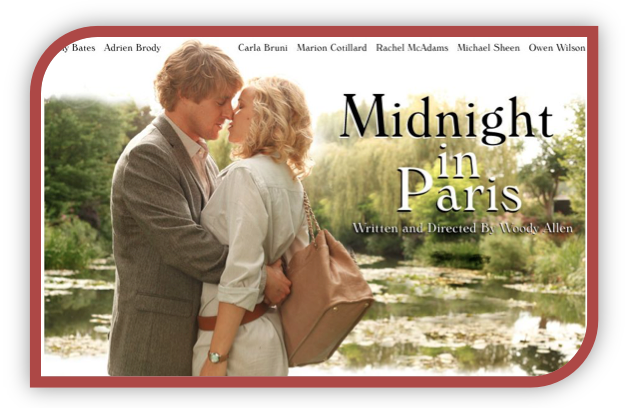 Bates Adrien Brody Carla Bruni Marion Cotillard Rachel McAdams Michael Sheen Owen Wilson
Midnight
in
Paris
Written and Directed By Woody Allen